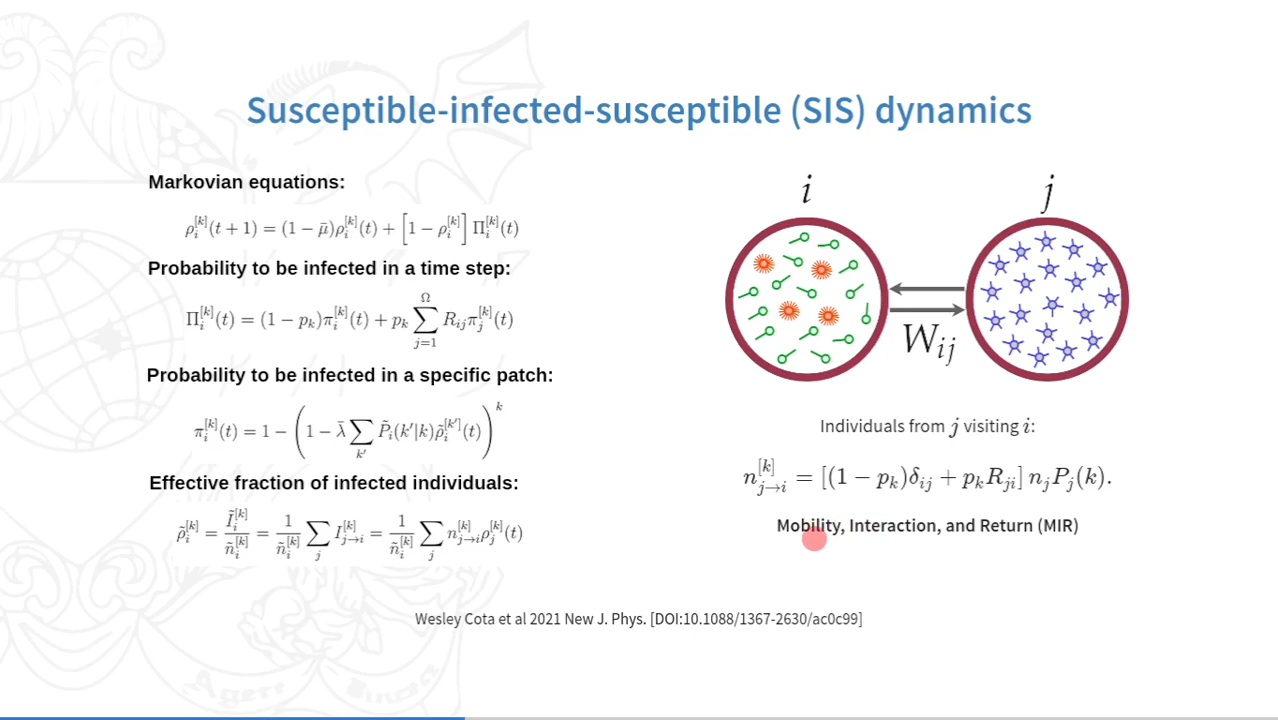 Susceptible-infected-susceptible (SIS) dynamics
Markovian equations:
ρ_i^{[k]}(t + 1) = (1 − μ̄)ρ_i^{[k]}(t) + [1 − ρ_i^{[k]}] Π_i^{[k]}(t)
Probability to be infected in a time step:
Π_i^{[k]}(t) = (1 − p_k)π_i^{[k]}(t) + p_k ∑_{j=1}^{Ω} R_{ij}π_j^{[k]}(t)
Probability to be infected in a specific patch:
π_i^{[k]}(t) = 1 − (1 − λ̄ ∑_{k'} P̃_i(k'|k)ρ̃_i^{[k']}(t))^k
Effective fraction of infected individuals:
ρ̃_i^{[k]} = Ĩ_i^{[k]}/ñ_i^{[k]} = 1/ñ_i^{[k]} ∑_j I_{j→i}^{[k]} = 1/ñ_i^{[k]} ∑_j n_{j→i}^{[k]}ρ_j^{[k]}(t)
i
j
W_{ij}
Individuals from j visiting i:
n_{j→i}^{[k]} = [(1 − p_k)δ_{ij} + p_k R_{ji}] n_j P_j(k).
Mobility, Interaction, and Return (MIR)
Wesley Cota et al 2021 New J. Phys. [DOI:10.1088/1367-2630/ac0c99]